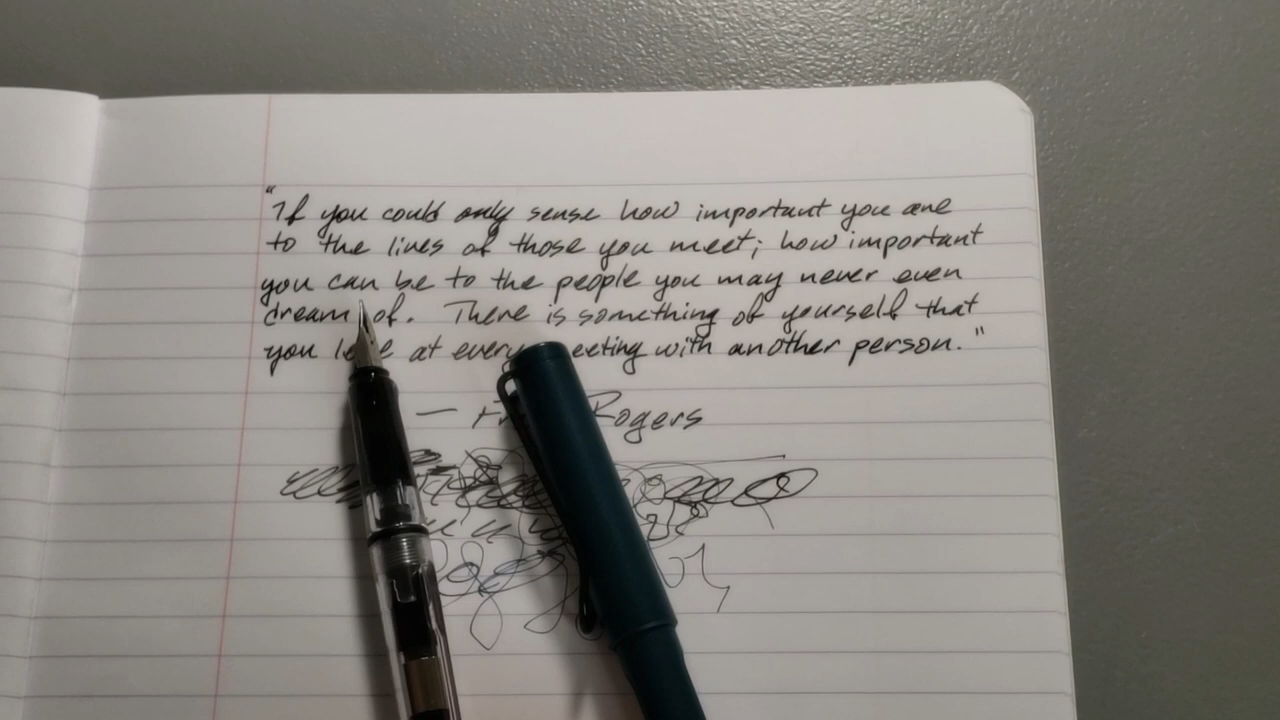 "If you could only sense how important you are
to the lives of those you meet; how important
you can be to the people you may never even
dream of. There is something of yourself that
you at every with another person."
— Rogers